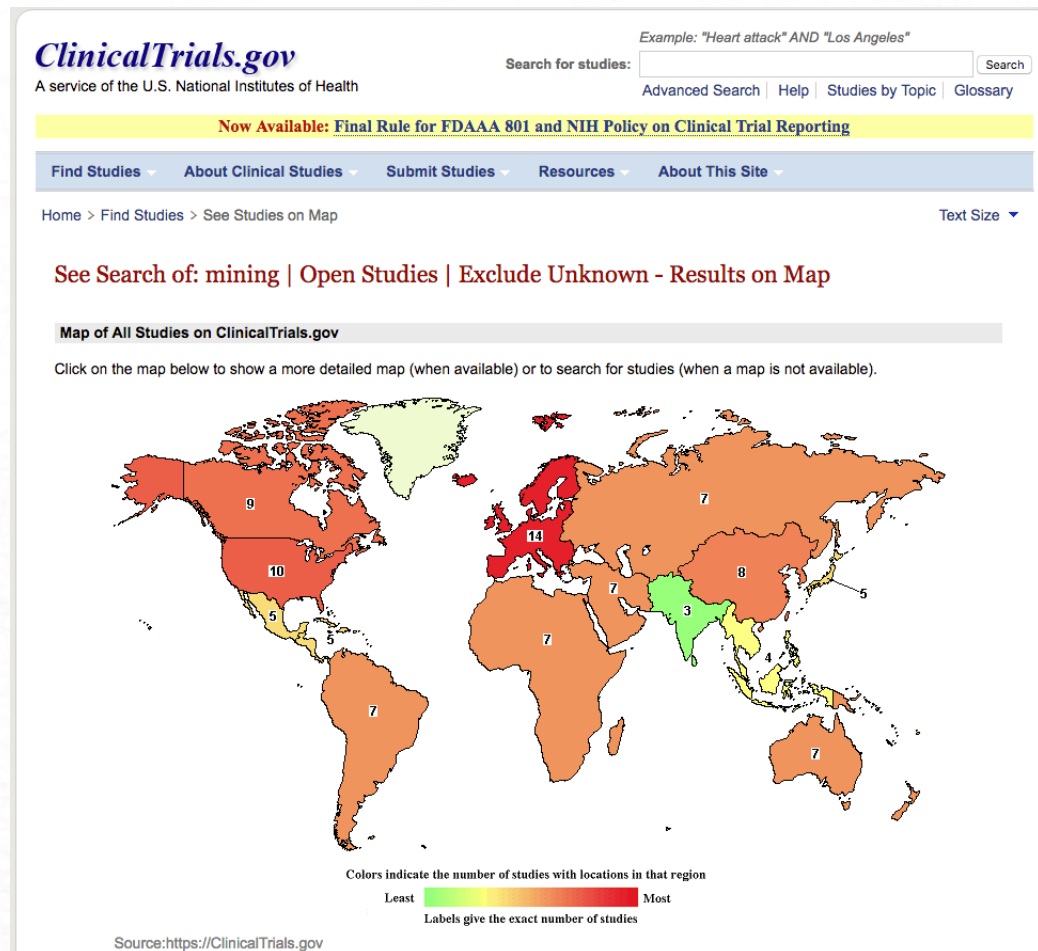 Example: "Heart attack" AND "Los Angeles"
ClinicalTrials.gov
Search for studies:
Search
A service of the U.S. National Institutes of Health
Advanced Search | Help | Studies by Topic | Glossary
Now Available: Final Rule for FDAAA 801 and NIH Policy on Clinical Trial Reporting
Find Studies About Clinical Studies Submit Studies Resources About This Site
Home > Find Studies > See Studies on Map
Text Size
See Search of: mining | Open Studies | Exclude Unknown - Results on Map
Map of All Studies on ClinicalTrials.gov
Click on the map below to show a more detailed map (when available) or to search for studies (when a map is not available).
9
7
14
10
8
7
5
3
5
5
7
4
7
7
Colors indicate the number of studies with locations in that region
Least Most
Labels give the exact number of studies
Source:https://ClinicalTrials.gov